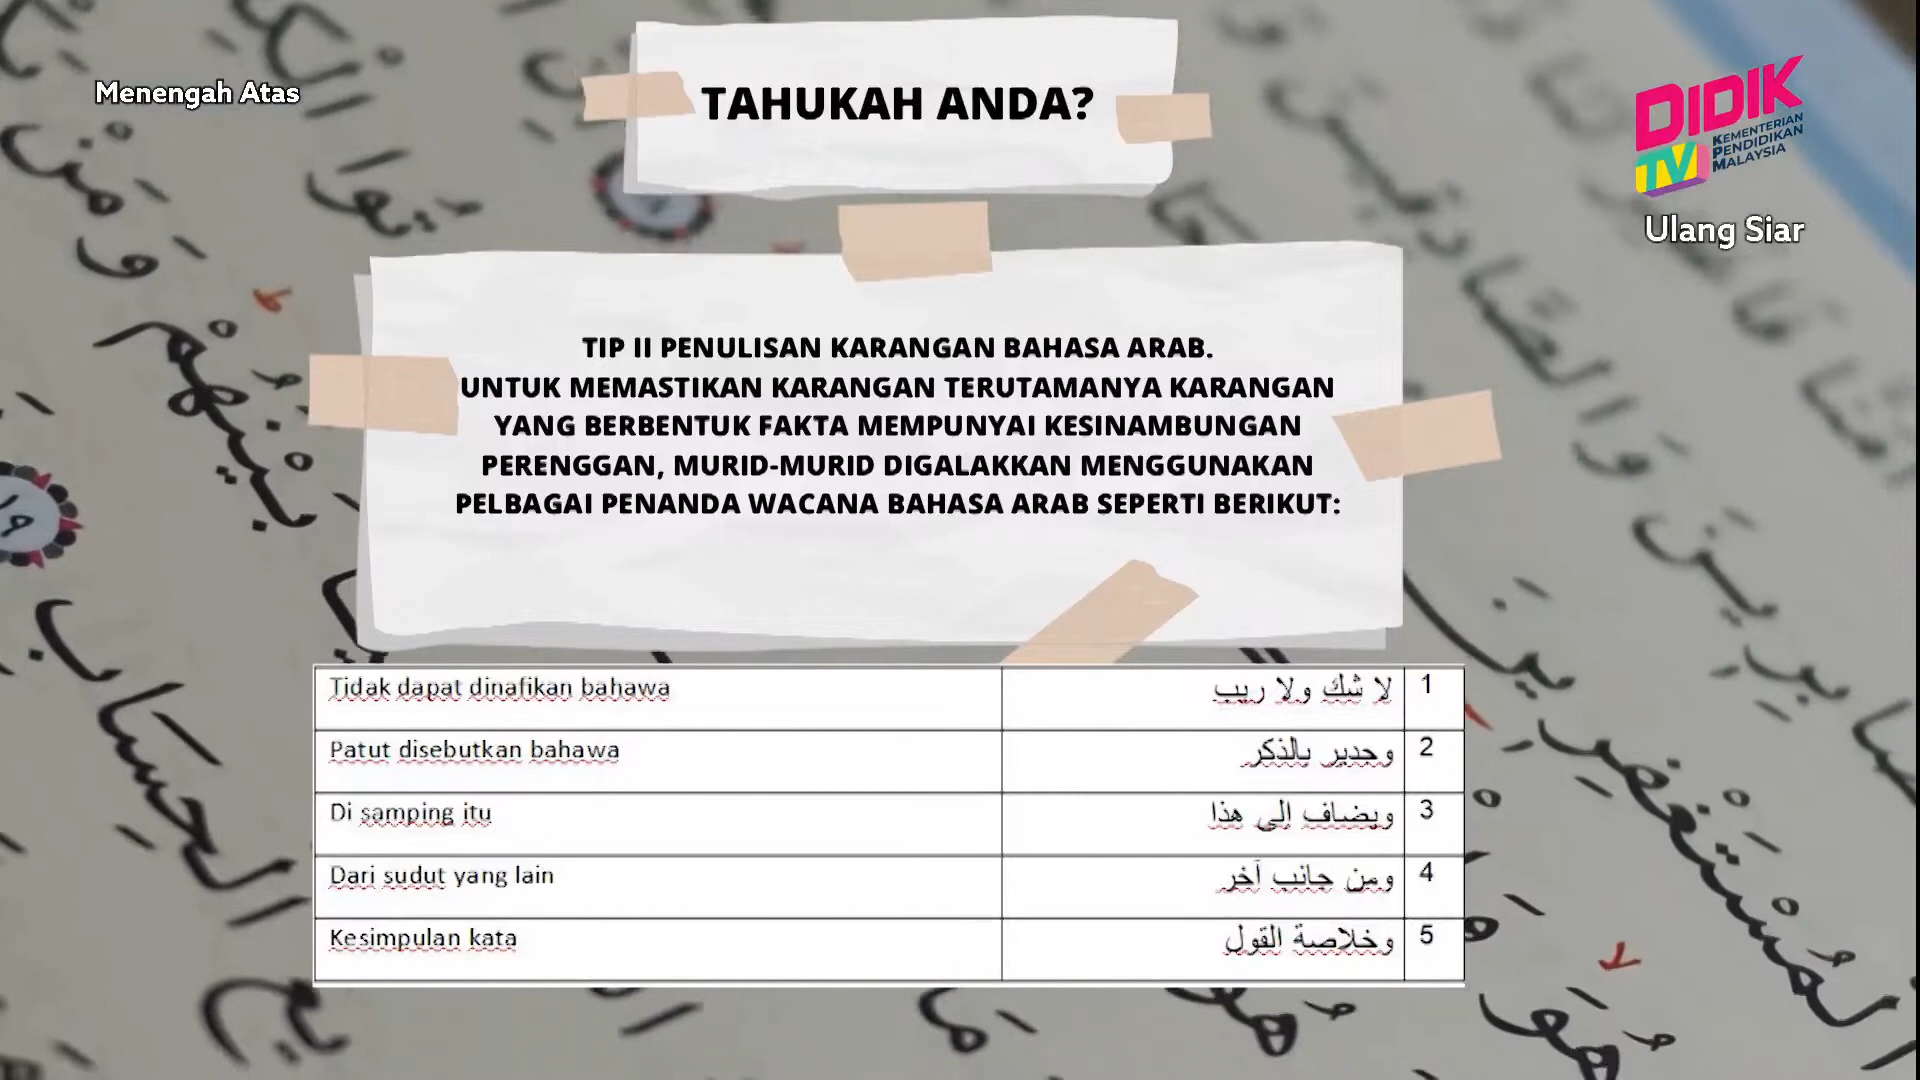 Menengah Atas
TAHUKAH ANDA?
DIDIK
TV
KEMENTERIAN
PENDIDIKAN
MALAYSIA
Ulang Siar
TIP II PENULISAN KARANGAN BAHASA ARAB.
UNTUK MEMASTIKAN KARANGAN TERUTAMANYA KARANGAN
YANG BERBENTUK FAKTA MEMPUNYAI KESINAMBUNGAN
PERENGGAN, MURID-MURID DIGALAKKAN MENGGUNAKAN
PELBAGAI PENANDA WACANA BAHASA ARAB SEPERTI BERIKUT:
Tidak dapat dinafikan bahawa لا شك ولا ريب 1
Patut disebutkan bahawa وجدير بالذكر 2
Di samping itu ويضاف الى هذا 3
Dari sudut yang lain ومن جانب آخر 4
Kesimpulan kata وخلاصة القول 5